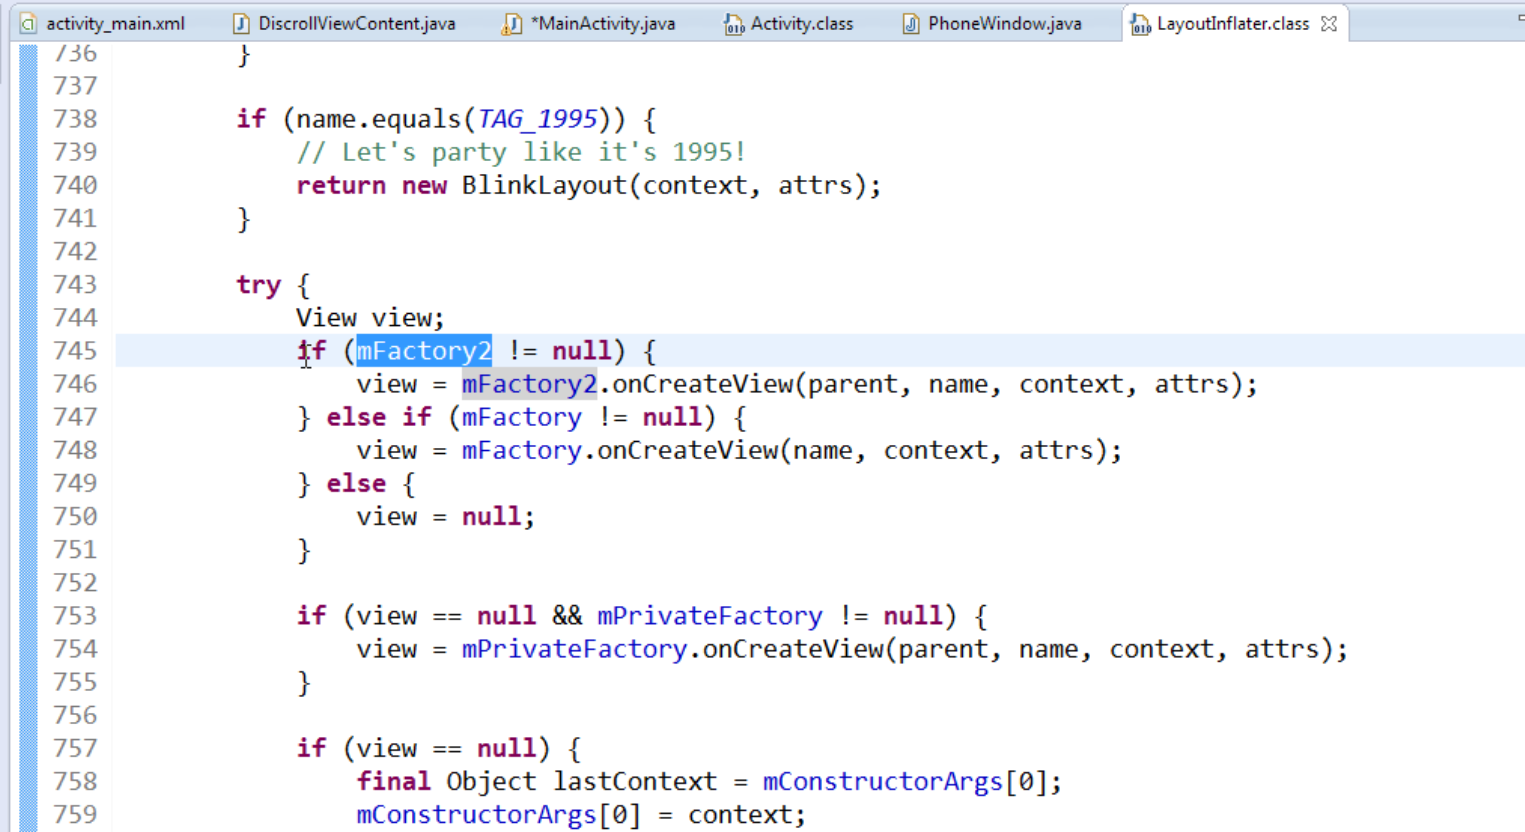 activity_main.xml DiscrollViewContent.java *MainActivity.java Activity.class PhoneWindow.java LayoutInflater.class
736 }
737
738 if (name.equals(TAG_1995)) {
739 // Let's party like it's 1995!
740 return new BlinkLayout(context, attrs);
741 }
742
743 try {
744 View view;
745 if (mFactory2 != null) {
746 view = mFactory2.onCreateView(parent, name, context, attrs);
747 } else if (mFactory != null) {
748 view = mFactory.onCreateView(name, context, attrs);
749 } else {
750 view = null;
751 }
752
753 if (view == null && mPrivateFactory != null) {
754 view = mPrivateFactory.onCreateView(parent, name, context, attrs);
755 }
756
757 if (view == null) {
758 final Object lastContext = mConstructorArgs[0];
759 mConstructorArgs[0] = context;